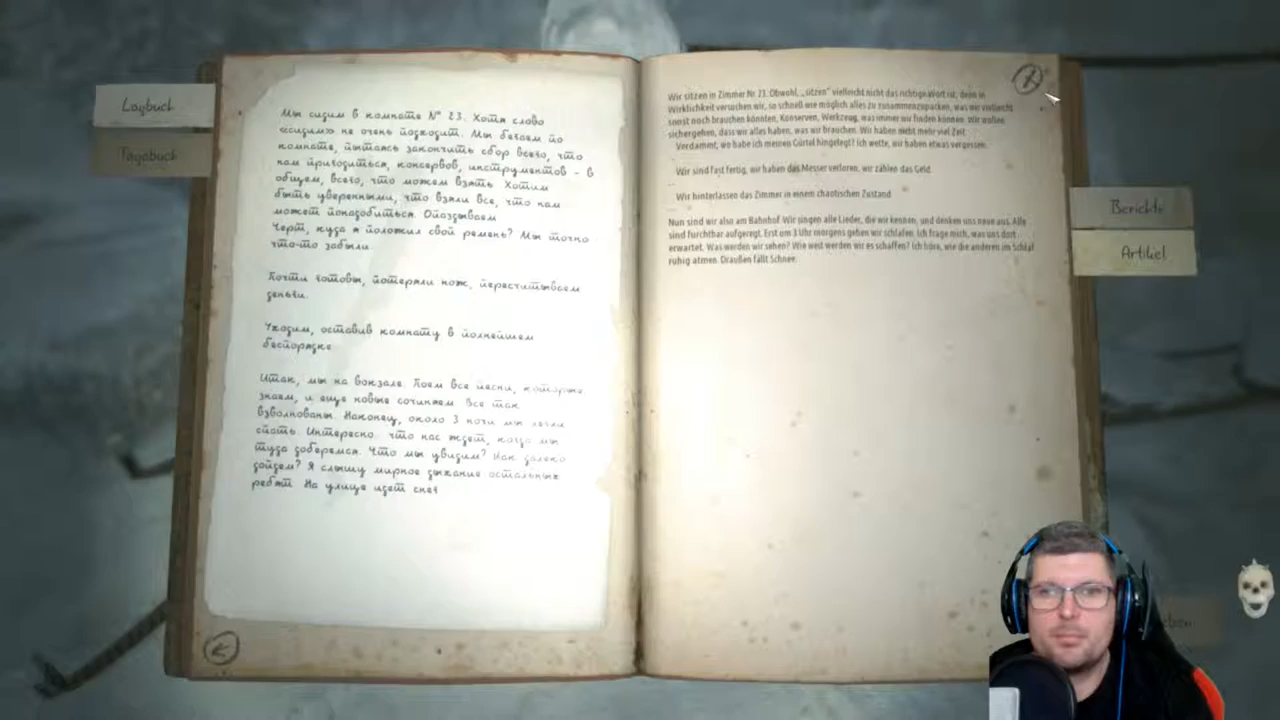 Logbuch
Tagebuch
Мы сидим в комнате № 23. Хотя слово
«сидим» не очень подходит. Мы бегаем по
комнате, пытаясь закончить сбор всего, что
нам пригодиться, консервов, инструментов - в
общем, всего, что можем взять. Хотим
быть уверенными, что взяли все, что нам
может понадобиться. Опаздываем
Черт, куда я положил свой ремень? Мы точно
что-то забыли
Почти готовы, потеряли нож, пересчитываем
деньги.
Уходим, оставив комнату в полнейшем
беспорядке
Итак, мы на вокзале. Поем все песни, которые
знаем, и еще новые сочиняем. Все так
взволнованы. Наконец, около 3 ночи мы легли
спать. Интересно что нас ждет, когда мы
туда доберемся. Что мы увидим? Как далеко
дойдем? Я слышу мирное дыхание остальных
ребят. На улице идет снег
Wir sitzen in Zimmer Nr. 23. Obwohl, „sitzen" vielleicht nicht das richtige Wort ist, denn in
Wirklichkeit versuchen wir, so schnell wie möglich alles zu zusammenzupacken, was wir vielleicht
sonst noch brauchen könnten, Konserven, Werkzeug, was immer wir finden können. Wir wollen
sichergehen, dass wir alles haben, was wir brauchen. Wir haben nicht mehr viel Zeit.
Verdammt, wo habe ich meinen Gürtel hingelegt? Ich wette, wir haben etwas vergessen.
Wir sind fast fertig, wir haben das Messer verloren, wir zählen das Geld.
Wir hinterlassen das Zimmer in einem chaotischen Zustand
Nun sind wir also am Bahnhof. Wir singen alle Lieder, die wir kennen, und denken uns neue aus. Alle
sind furchtbar aufgeregt. Erst um 3 Uhr morgens gehen wir schlafen. Ich frage mich, was uns dort
erwartet. Was werden wir sehen? Wie weit werden wir es schaffen? Ich höre, wie die anderen im Schlaf
ruhig atmen. Draußen fällt Schnee.
Berichte
Artikel